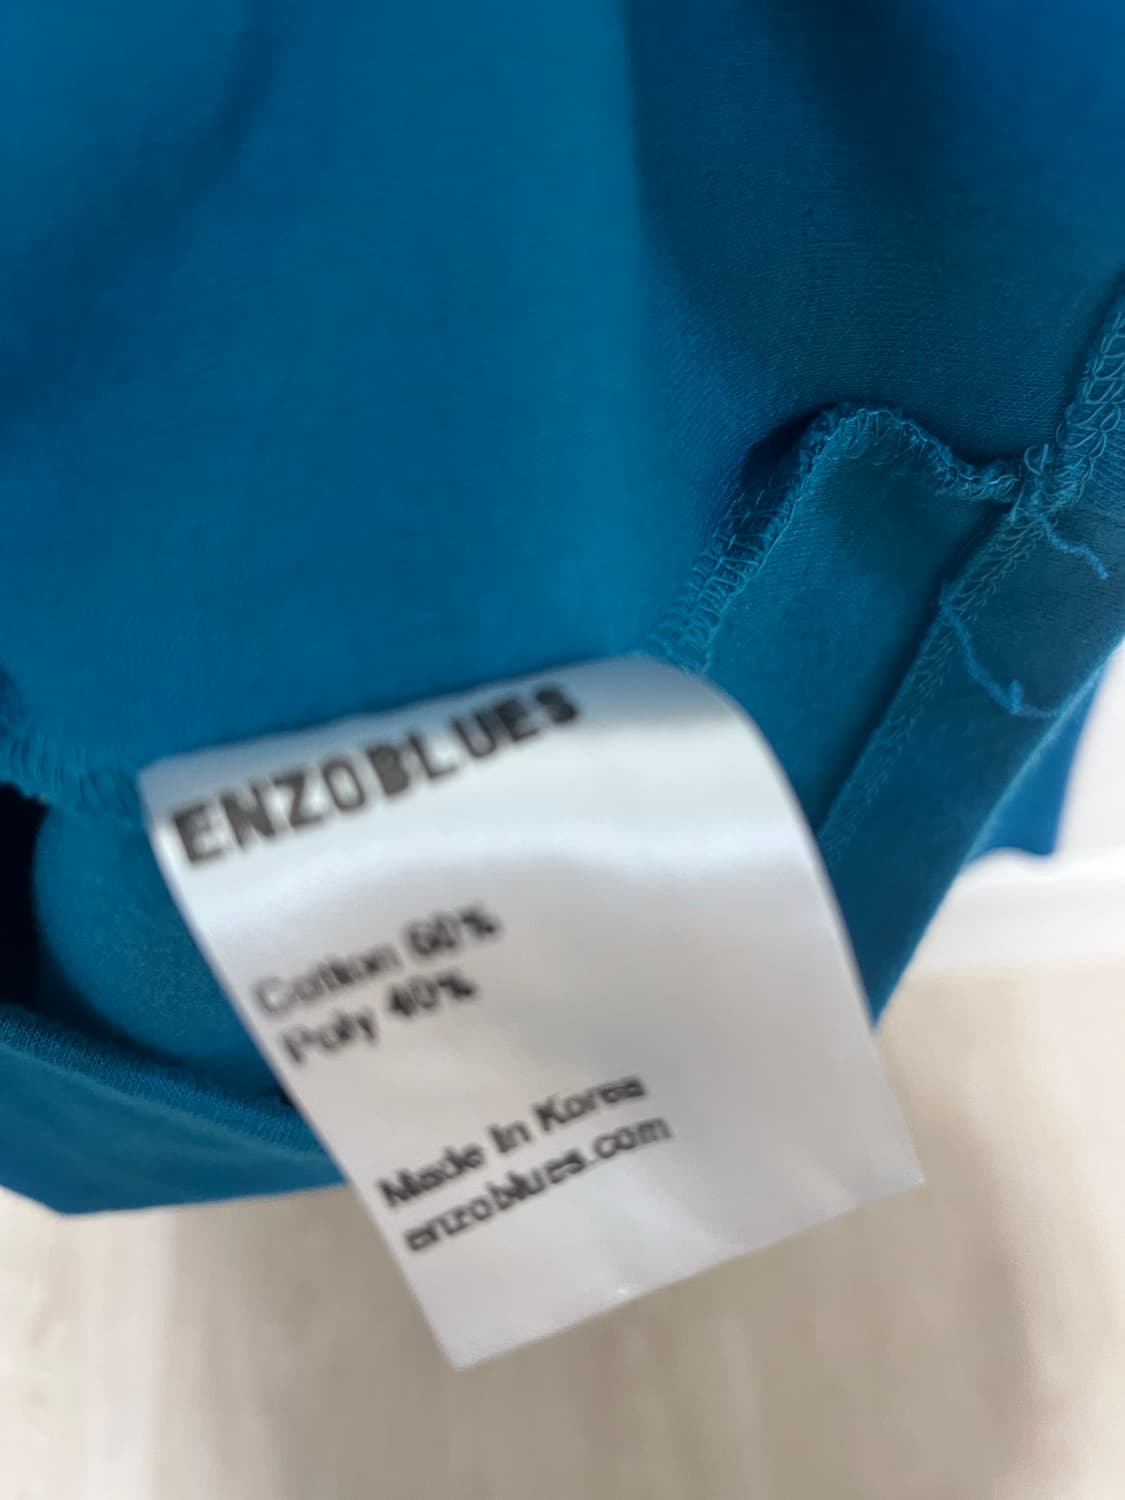 ENZOBLUES
Cotton 60%
Poly 40%
Made In Korea
enzoblues.com